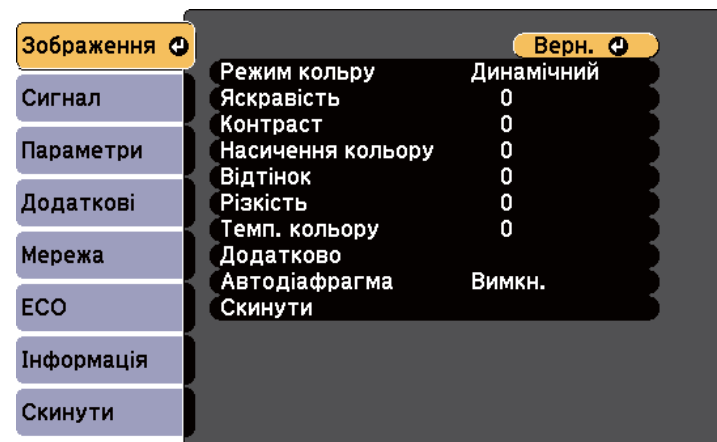 Зображення
Сигнал
Параметри
Додаткові
Мережа
ECO
Інформація
Скинути
Верн.
Режим кольру Динамічний
Яскравість 0
Контраст 0
Насичення кольору 0
Відтінок 0
Різкість 0
Темп. кольору 0
Додатково
Автодіафрагма Вимкн.
Скинути